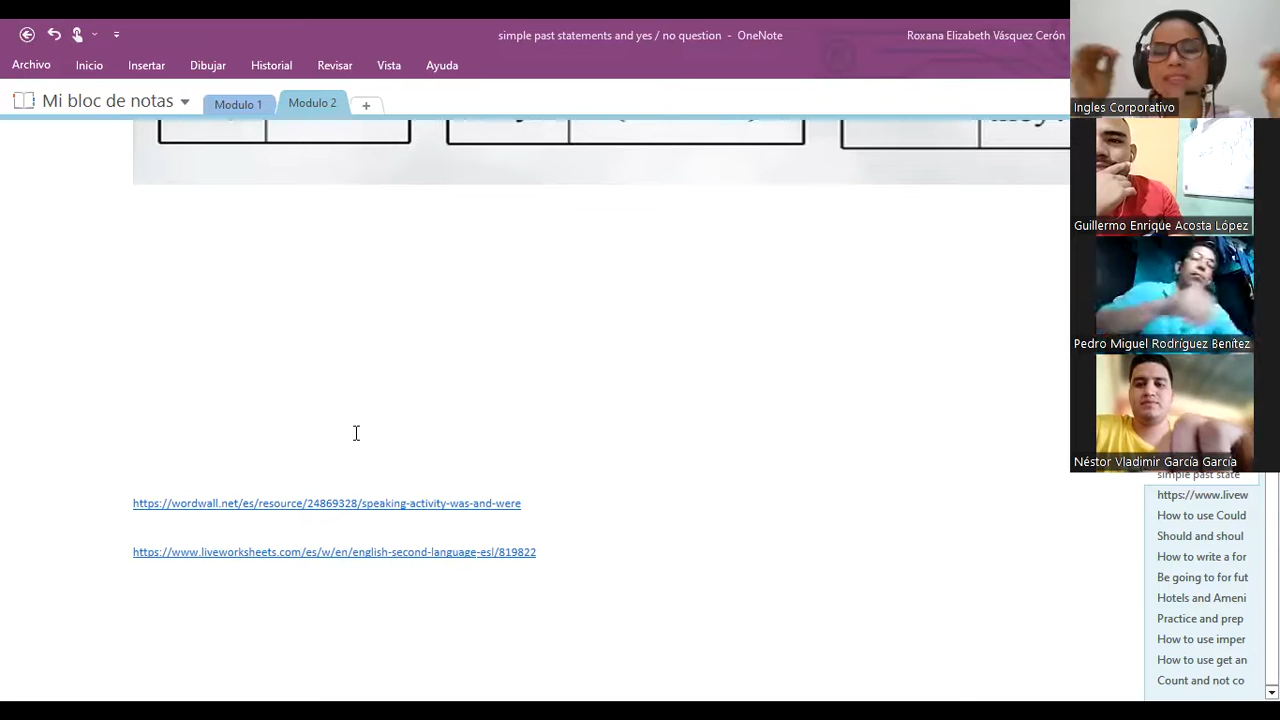 simple past statements and yes / no question - OneNote
Roxana Elizabeth Vásquez Cerón
Archivo
Inicio
Insertar
Dibujar
Historial
Revisar
Vista
Ayuda
Mi bloc de notas
Modulo 1
Modulo 2
Ingles Corporativo
Guillermo Enrique Acosta López
Pedro Miguel Rodríguez Benítez
Néstor Vladimir García García
https://wordwall.net/es/resource/24869328/speaking-activity-was-and-were
https://www.liveworksheets.com/es/w/en/english-second-language-esl/819822
simple past state
https://www.livew
How to use Could
Should and shoul
How to write a for
Be going to for fut
Hotels and Ameni
Practice and prep
How to use imper
How to use get an
Count and not co